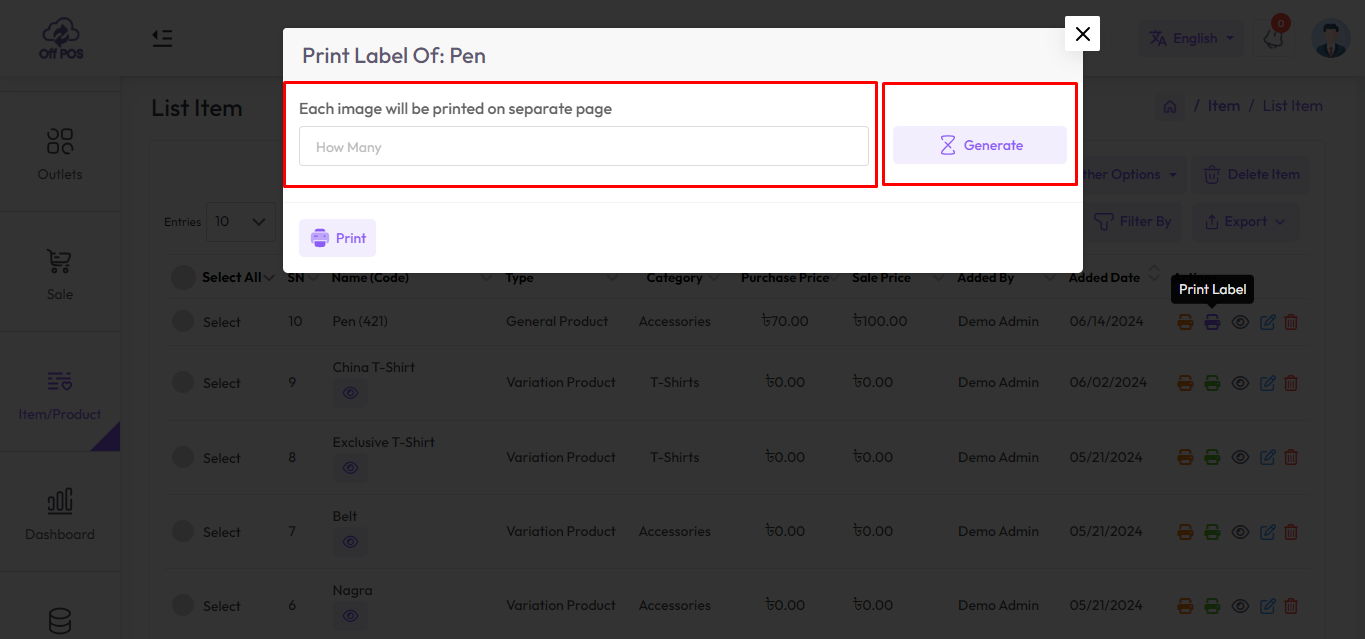 Off POS
English
0
Print Label Of: Pen
List Item
/ Item / List Item
Each image will be printed on separate page
How Many
Generate
Outlets
ther Options
Delete Item
Entries
10
Filter By
Export
Print
Select All
SN
Name (Code)
Type
Category
Purchase Price
Sale Price
Added By
Added Date
Print Label
Select 10 Pen (421) General Product Accessories ৳70.00 ৳100.00 Demo Admin 06/14/2024
Sale
China T-Shirt
Select 9 Variation Product T-Shirts ৳0.00 ৳0.00 Demo Admin 06/02/2024
Item/Product
Exclusive T-Shirt
Select 8 Variation Product T-Shirts ৳0.00 ৳0.00 Demo Admin 05/21/2024
Belt
Select 7 Variation Product Accessories ৳0.00 ৳0.00 Demo Admin 05/21/2024
Dashboard
Nagra
Select 6 Variation Product Accessories ৳0.00 ৳0.00 Demo Admin 05/21/2024